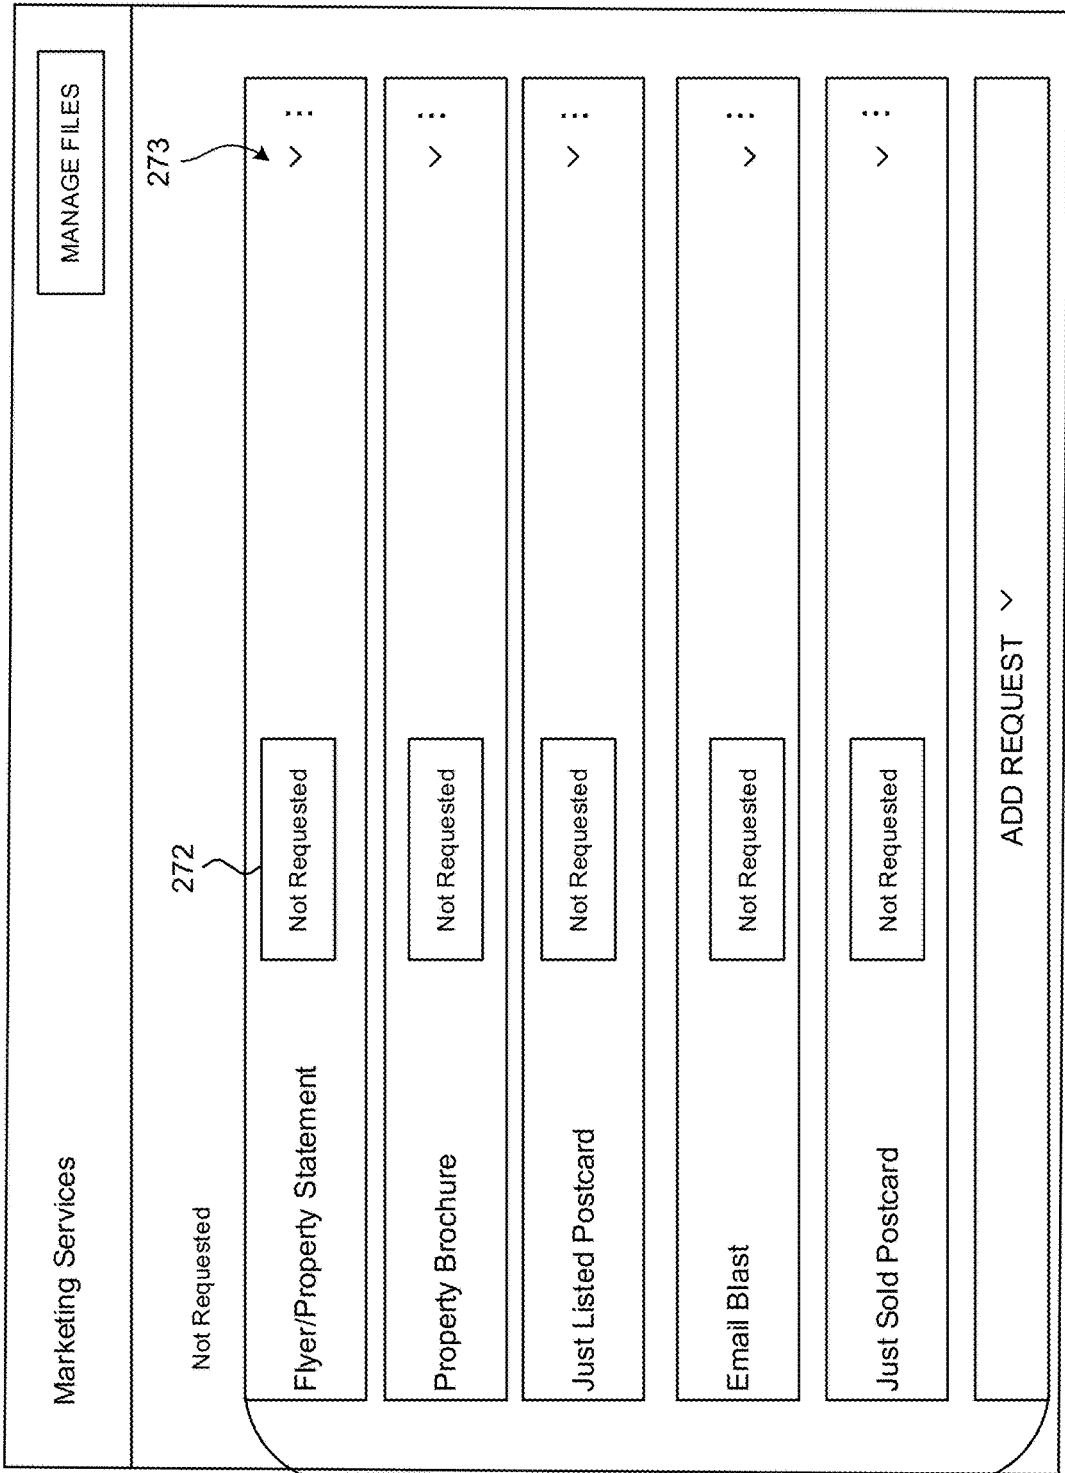 Marketing Services
MANAGE FILES
Not Requested
272
273
Flyer/Property Statement
Not Requested
Property Brochure
Not Requested
Just Listed Postcard
Not Requested
Email Blast
Not Requested
Just Sold Postcard
Not Requested
ADD REQUEST